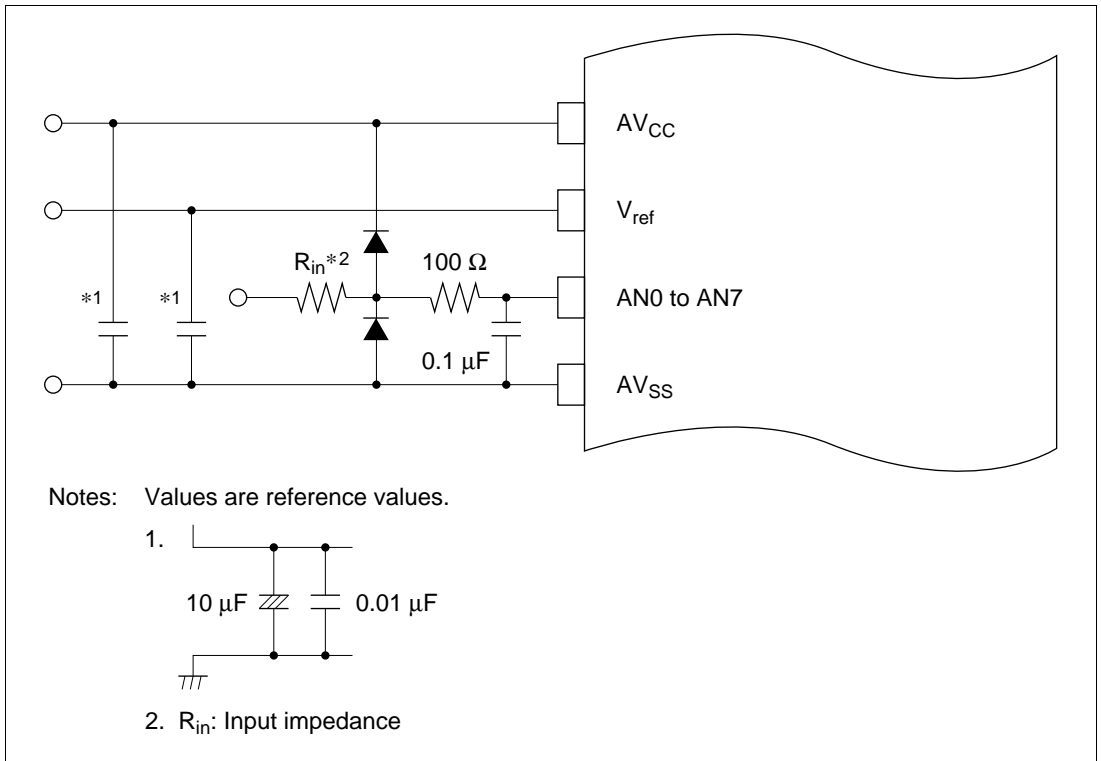 AVCC
Vref
Rin*2
100 Ω
*1
*1
AN0 to AN7
0.1 μF
AVSS
Notes: Values are reference values.
1.
10 μF
0.01 μF
2. Rin: Input impedance